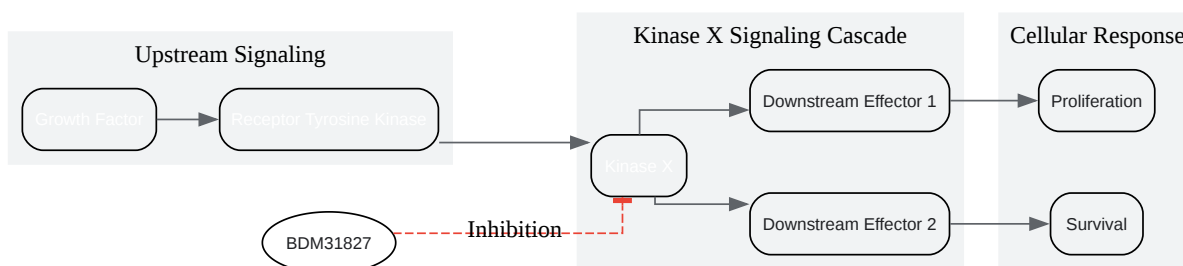 Upstream Signaling
Growth Factor
Receptor Tyrosine Kinase
Kinase X Signaling Cascade
Kinase X
Downstream Effector 1
Downstream Effector 2
Cellular Response
Proliferation
Survival
BDM31827
Inhibition